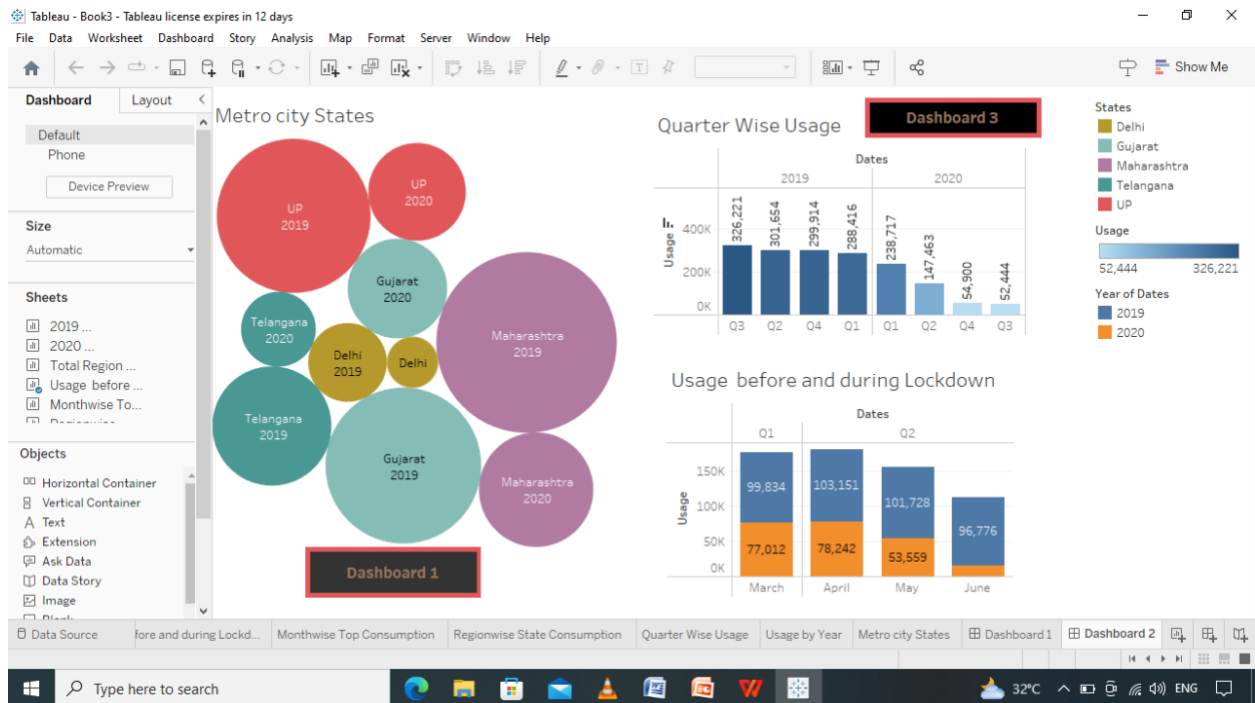 Tableau - Book3 - Tableau license expires in 12 days
File Data Worksheet Dashboard Story Analysis Map Format Server Window Help
Show Me
Dashboard Layout
Default
Phone
Device Preview
Size
Automatic
Sheets
2019 ...
2020 ...
Total Region ...
Usage before ...
Monthwise To...
Objects
Horizontal Container
Vertical Container
Text
Extension
Ask Data
Data Story
Image
Metro city States
UP
2019
UP
2020
Gujarat
2020
Telangana
2020
Delhi
2019
Delhi
Maharashtra
2019
Telangana
2019
Gujarat
2019
Maharashtra
2020
Dashboard 1
Quarter Wise Usage
Dashboard 3
Dates
2019 2020
Usage
400K
200K
0K
326,221 301,654 299,914 288,416 238,717 147,463 54,900 52,444
Q3 Q2 Q4 Q1 Q1 Q2 Q4 Q3
Usage before and during Lockdown
Dates
Q1 Q2
Usage
150K
100K
50K
0K
99,834 103,151 101,728 96,776
77,012 78,242 53,559
March April May June
States
Delhi
Gujarat
Maharashtra
Telangana
UP
Usage
52,444 326,221
Year of Dates
2019
2020
Data Source fore and during Lockd... Monthwise Top Consumption Regionwise State Consumption Quarter Wise Usage Usage by Year Metro city States Dashboard 1 Dashboard 2
Type here to search
32°C ENG